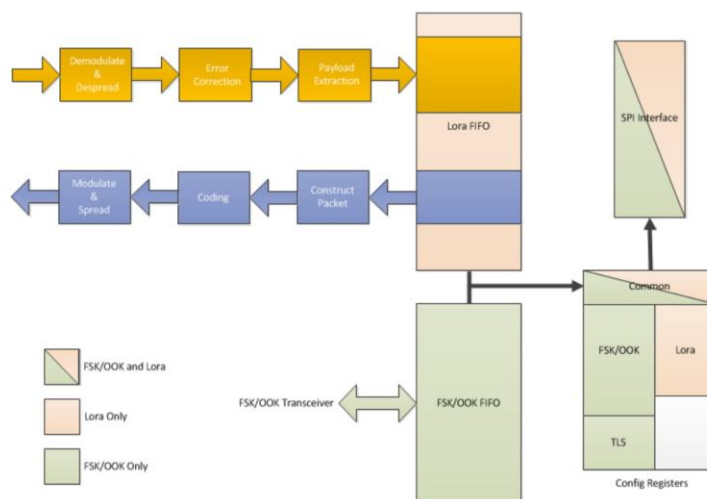 Demodulate
&
Despread
Error
Correction
Payload
Extraction
Lora FIFO
SPI Interface
Modulate
&
Spread
Coding
Construct
Packet
Common
FSK/OOK
Lora
TLS
Config Registers
FSK/OOK and Lora
Lora Only
FSK/OOK Only
FSK/OOK Transceiver
FSK/OOK FIFO